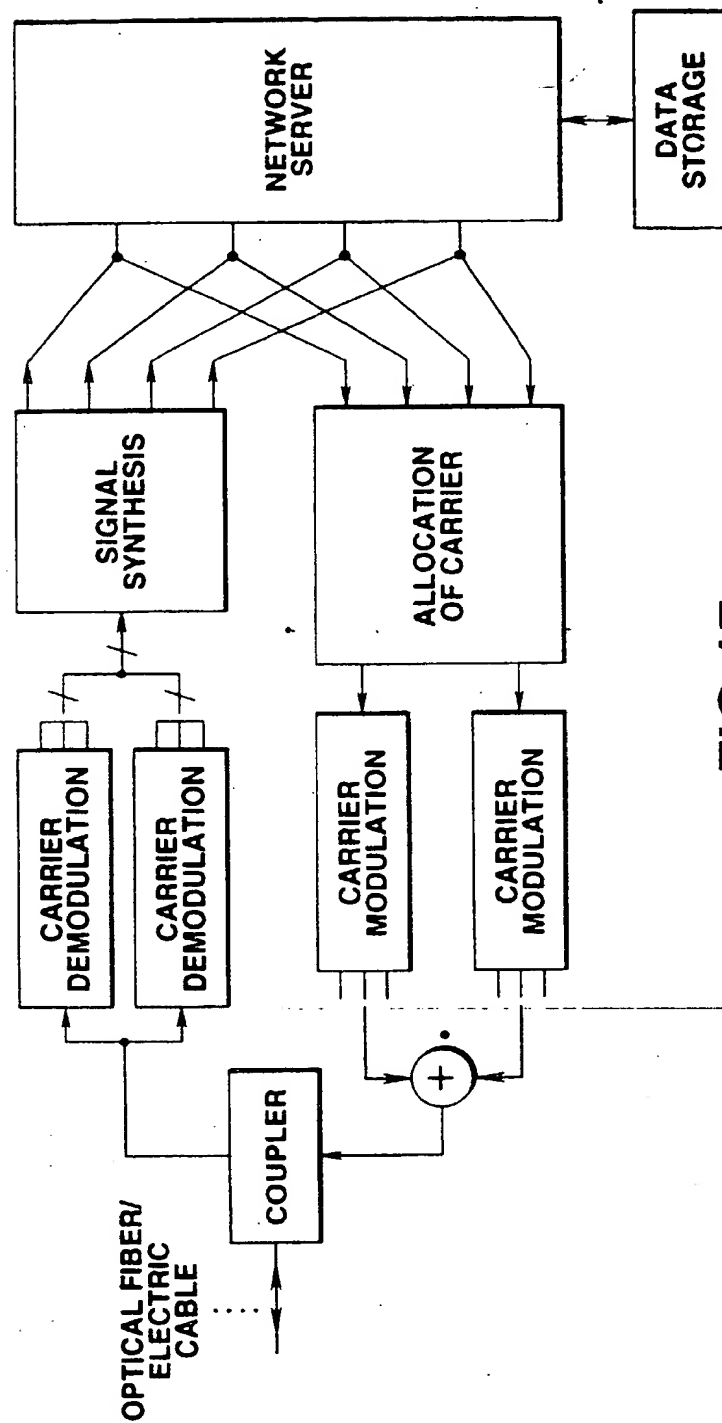 OPTICAL FIBER/
ELECTRIC
CABLE
COUPLER
+
CARRIER
DEMODULATION
CARRIER
DEMODULATION
CARRIER
MODULATION
CARRIER
MODULATION
SIGNAL
SYNTHESIS
ALLOCATION
OF CARRIER
NETWORK
SERVER
DATA
STORAGE